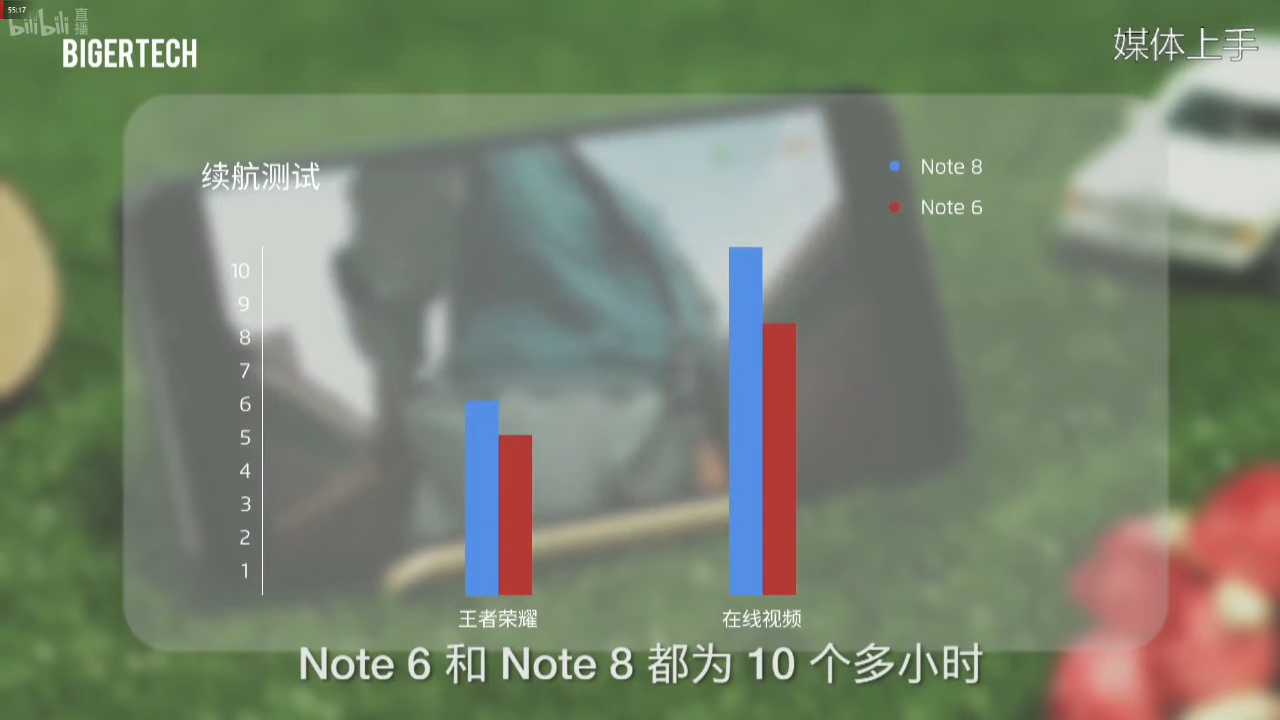 55:17
bilibili 直播
BIGERTECH
媒体上手
续航测试
Note 8
Note 6
10
9
8
7
6
5
4
3
2
1
王者荣耀
在线视频
Note 6 和 Note 8 都为 10 个多小时